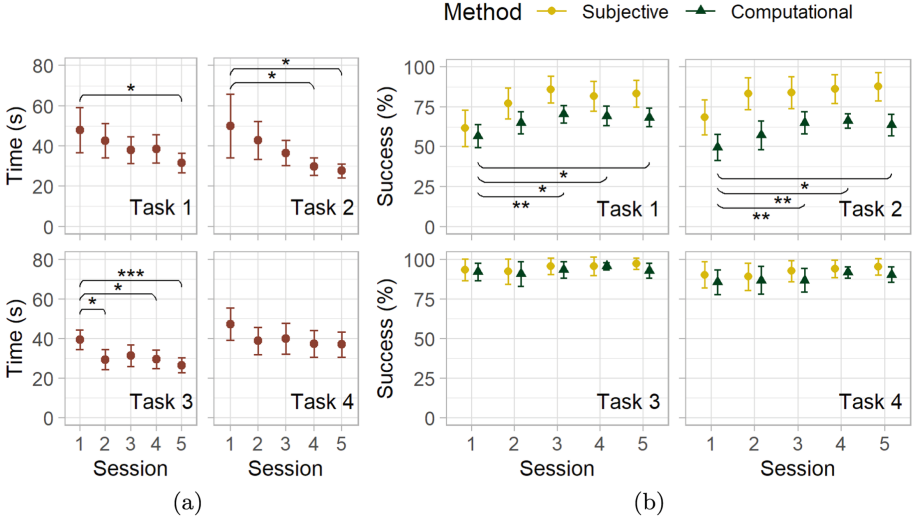 Method Subjective Computational
80
60
40
20
0
Time (s)
*
Task 1
*
*
Task 2
100
75
50
25
0
Success (%)
*
*
**
Task 1
*
**
**
Task 2
80
60
40
20
0
Time (s)
***
*
*
Task 3
Task 4
100
75
50
25
0
Success (%)
Task 3
Task 4
1 2 3 4 5
1 2 3 4 5
1 2 3 4 5
1 2 3 4 5
Session
Session
Session
Session
(a)
(b)